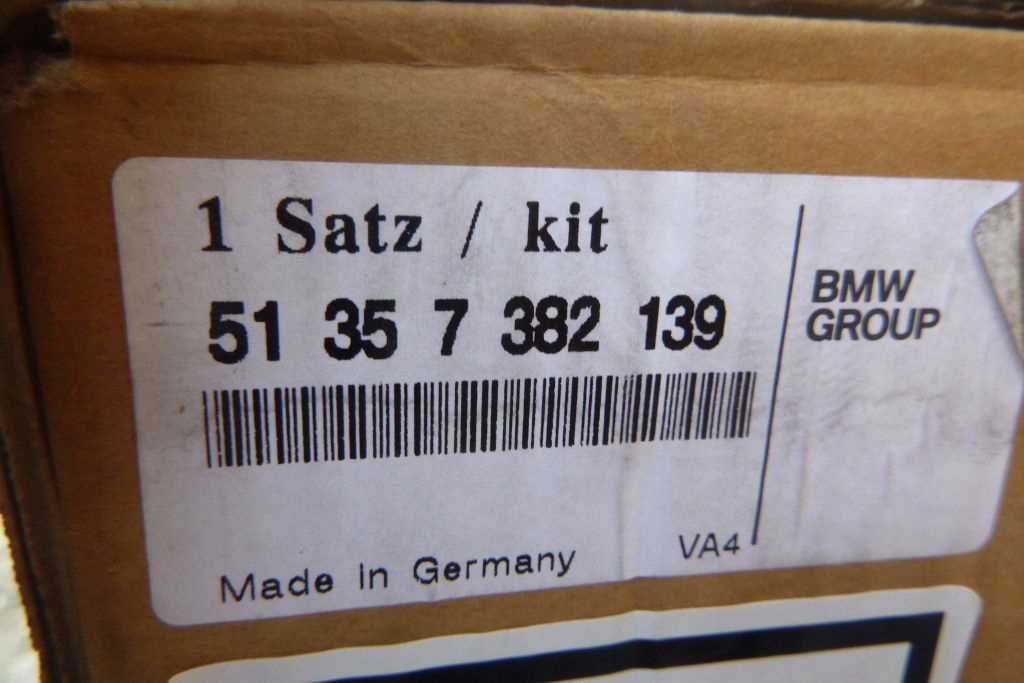 1 Satz / kit
51 35 7 382 139
BMW
GROUP
Made in Germany
VA4